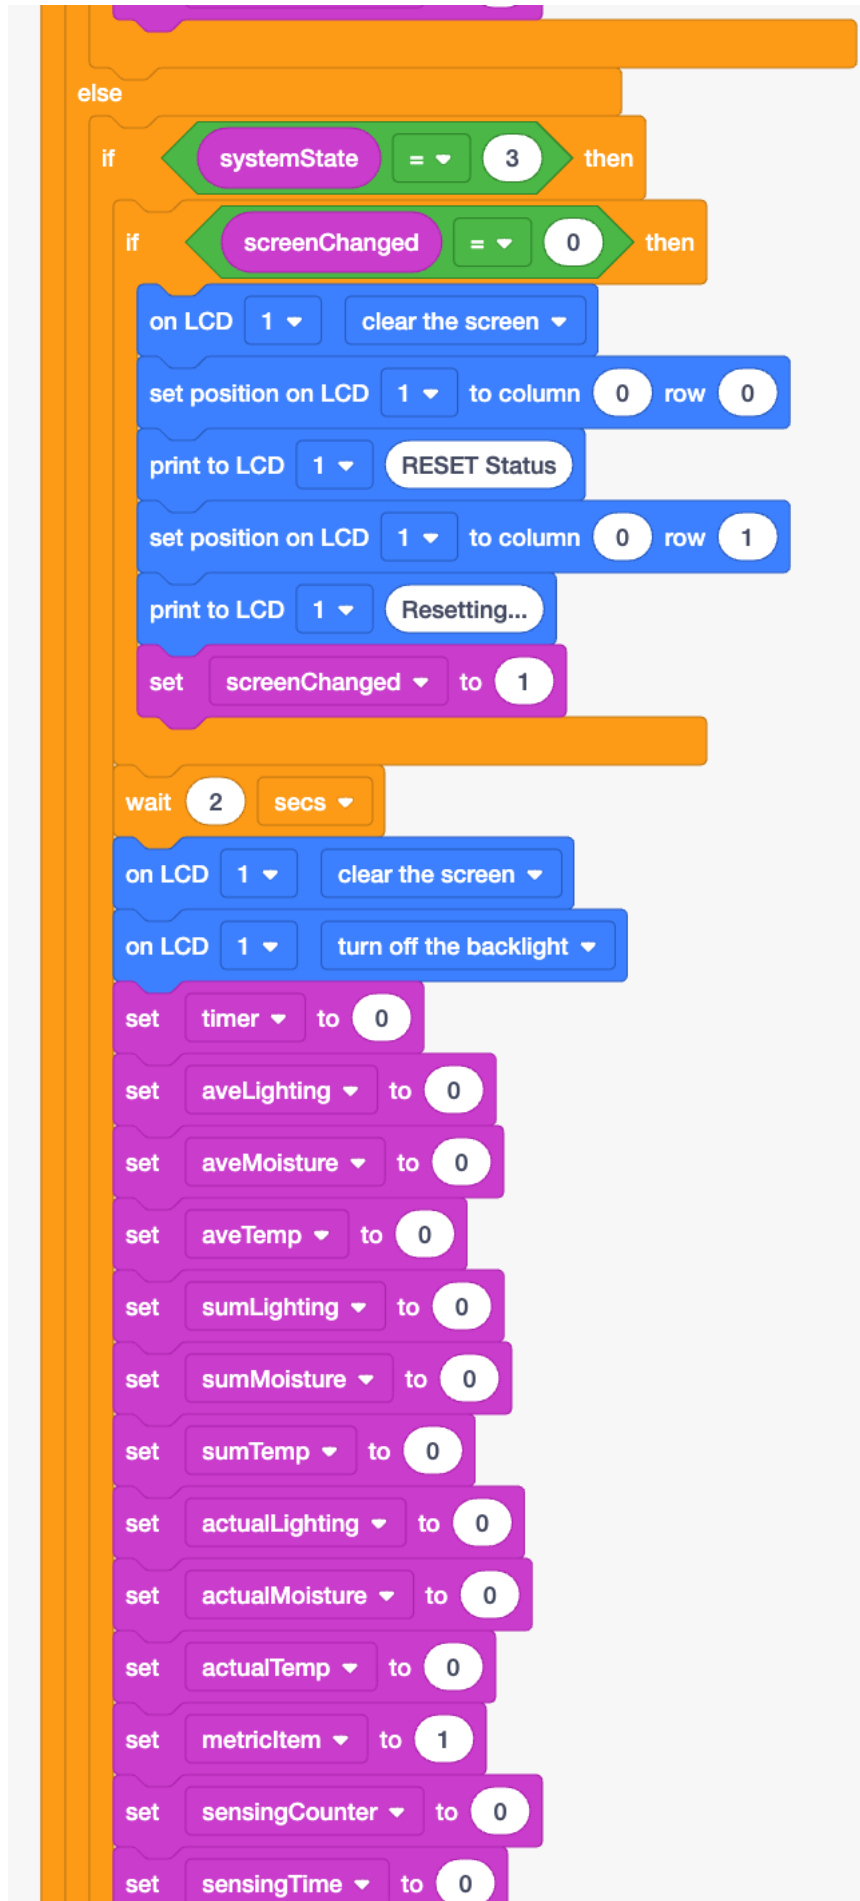 else
if systemState = 3 then
if screenChanged = 0 then
on LCD 1 clear the screen
set position on LCD 1 to column 0 row 0
print to LCD 1 RESET Status
set position on LCD 1 to column 0 row 1
print to LCD 1 Resetting...
set screenChanged to 1
wait 2 secs
on LCD 1 clear the screen
on LCD 1 turn off the backlight
set timer to 0
set aveLighting to 0
set aveMoisture to 0
set aveTemp to 0
set sumLighting to 0
set sumMoisture to 0
set sumTemp to 0
set actualLighting to 0
set actualMoisture to 0
set actualTemp to 0
set metricItem to 1
set sensingCounter to 0
set sensingTime to 0